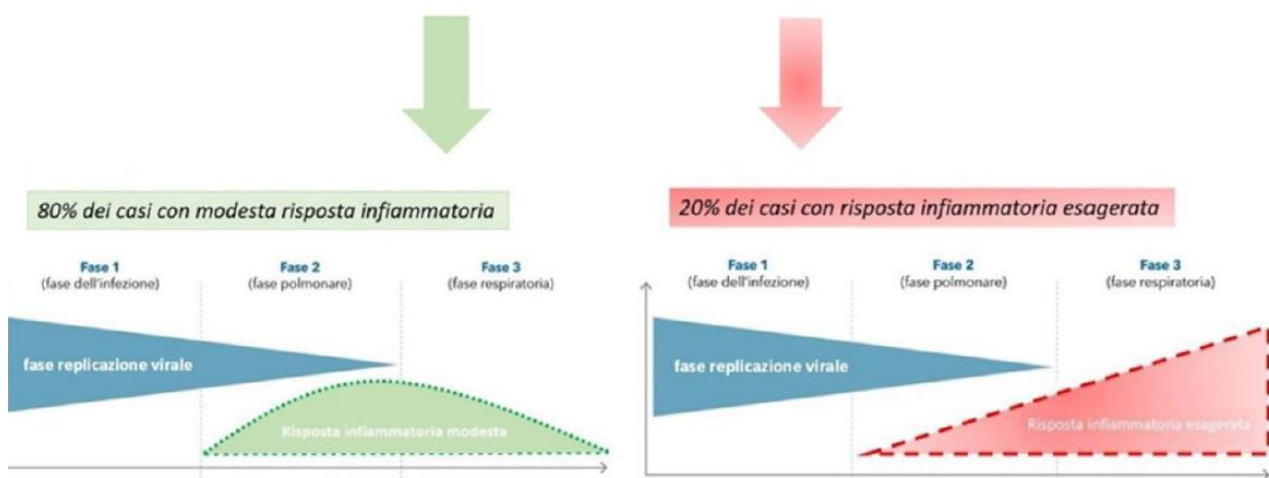 80% dei casi con modesta risposta infiammatoria
Fase 1
(fase dell'infezione)
Fase 2
(fase polmonare)
Fase 3
(fase respiratoria)
fase replicazione virale
Risposta infiammatoria modesta
20% dei casi con risposta infiammatoria esagerata
Fase 1
(fase dell'infezione)
Fase 2
(fase polmonare)
Fase 3
(fase respiratoria)
fase replicazione virale
Risposta infiammatoria esagerata